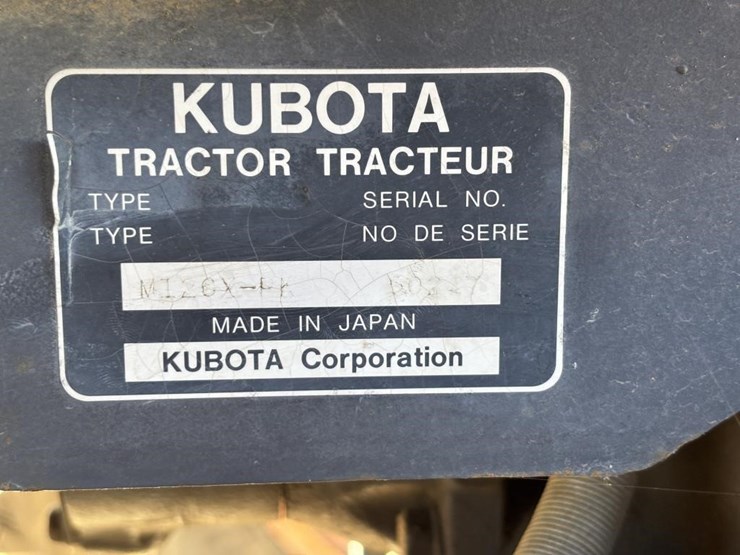 KUBOTA
TRACTOR TRACTEUR
TYPE SERIAL NO.
TYPE NO DE SERIE
MADE IN JAPAN
KUBOTA Corporation